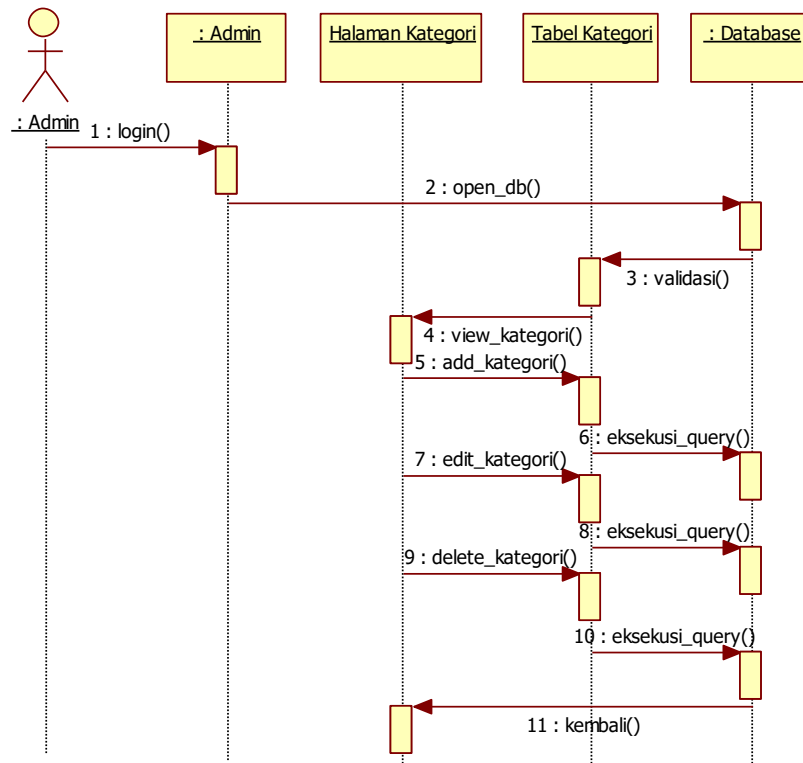 : Admin
Halaman Kategori
Tabel Kategori
: Database
: Admin
1 : login()
2 : open_db()
3 : validasi()
4 : view_kategori()
5 : add_kategori()
6 : eksekusi_query()
7 : edit_kategori()
8 : eksekusi_query()
9 : delete_kategori()
10 : eksekusi_query()
11 : kembali()